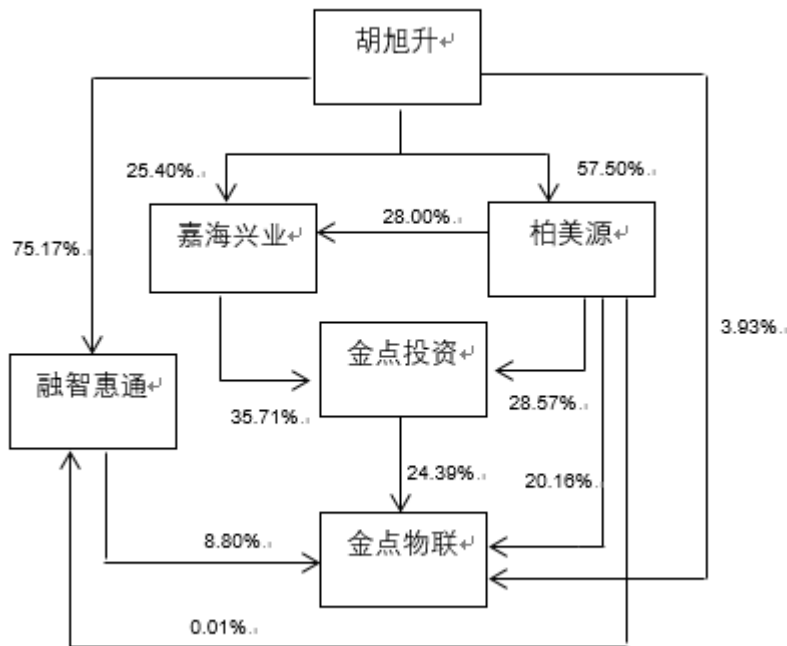 胡旭升
25.40%
57.50%
嘉海兴业
28.00%
柏美源
75.17%
3.93%
金点投资
融智惠通
35.71%
28.57%
24.39%
20.16%
金点物联
8.80%
0.01%